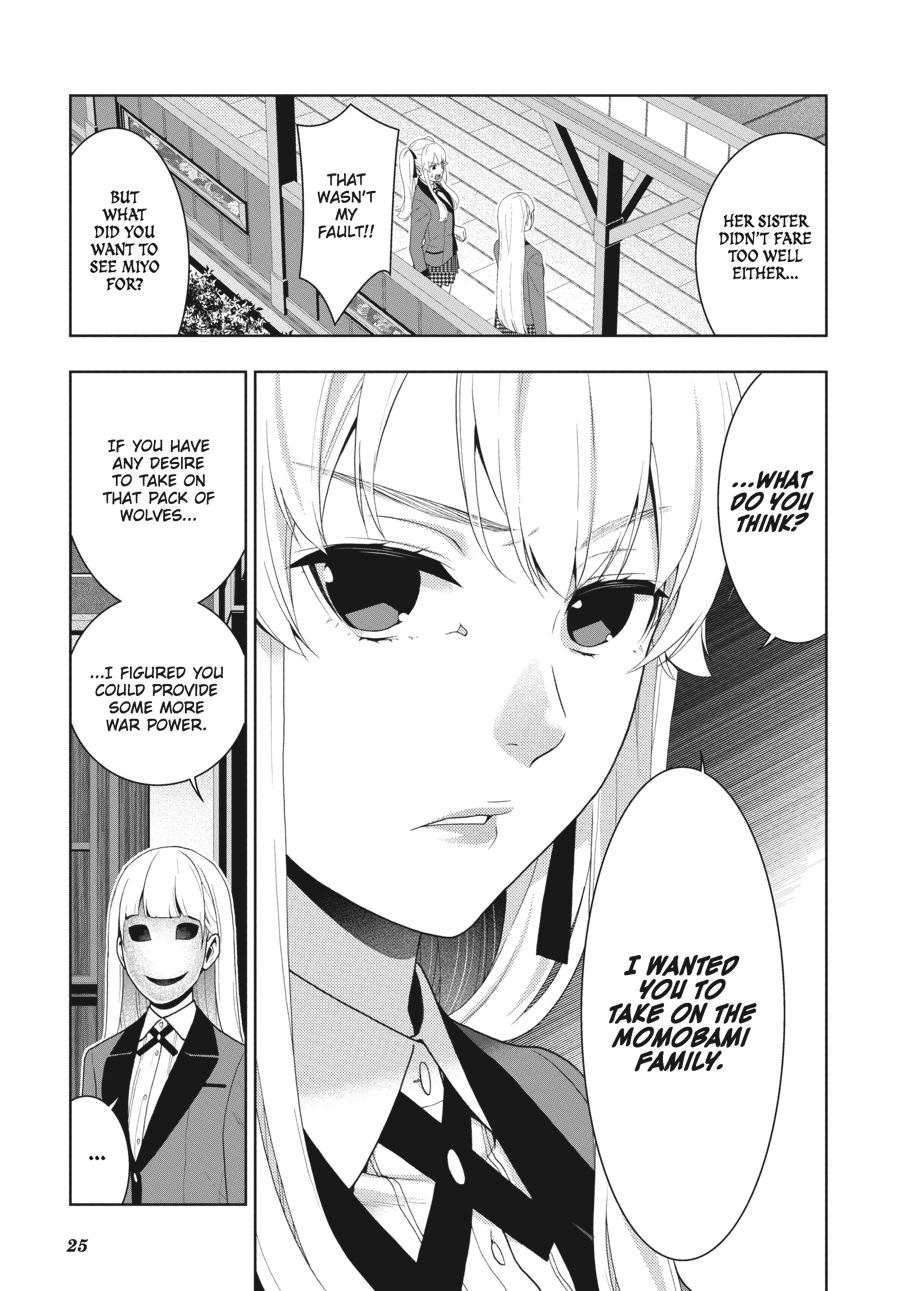 HER SISTER
DIDN'T FARE
TOO WELL
EITHER...
THAT
WASN'T
MY
FAULT!!
BUT
WHAT
DID YOU
WANT TO
SEE MIYO
FOR?
...WHAT
DO YOU
THINK?
I WANTED
YOU TO
TAKE ON THE
MOMOBAMI
FAMILY.
IF YOU HAVE
ANY DESIRE
TO TAKE ON
THAT PACK OF
WOLVES...
...I FIGURED YOU
COULD PROVIDE
SOME MORE
WAR POWER.
...
25